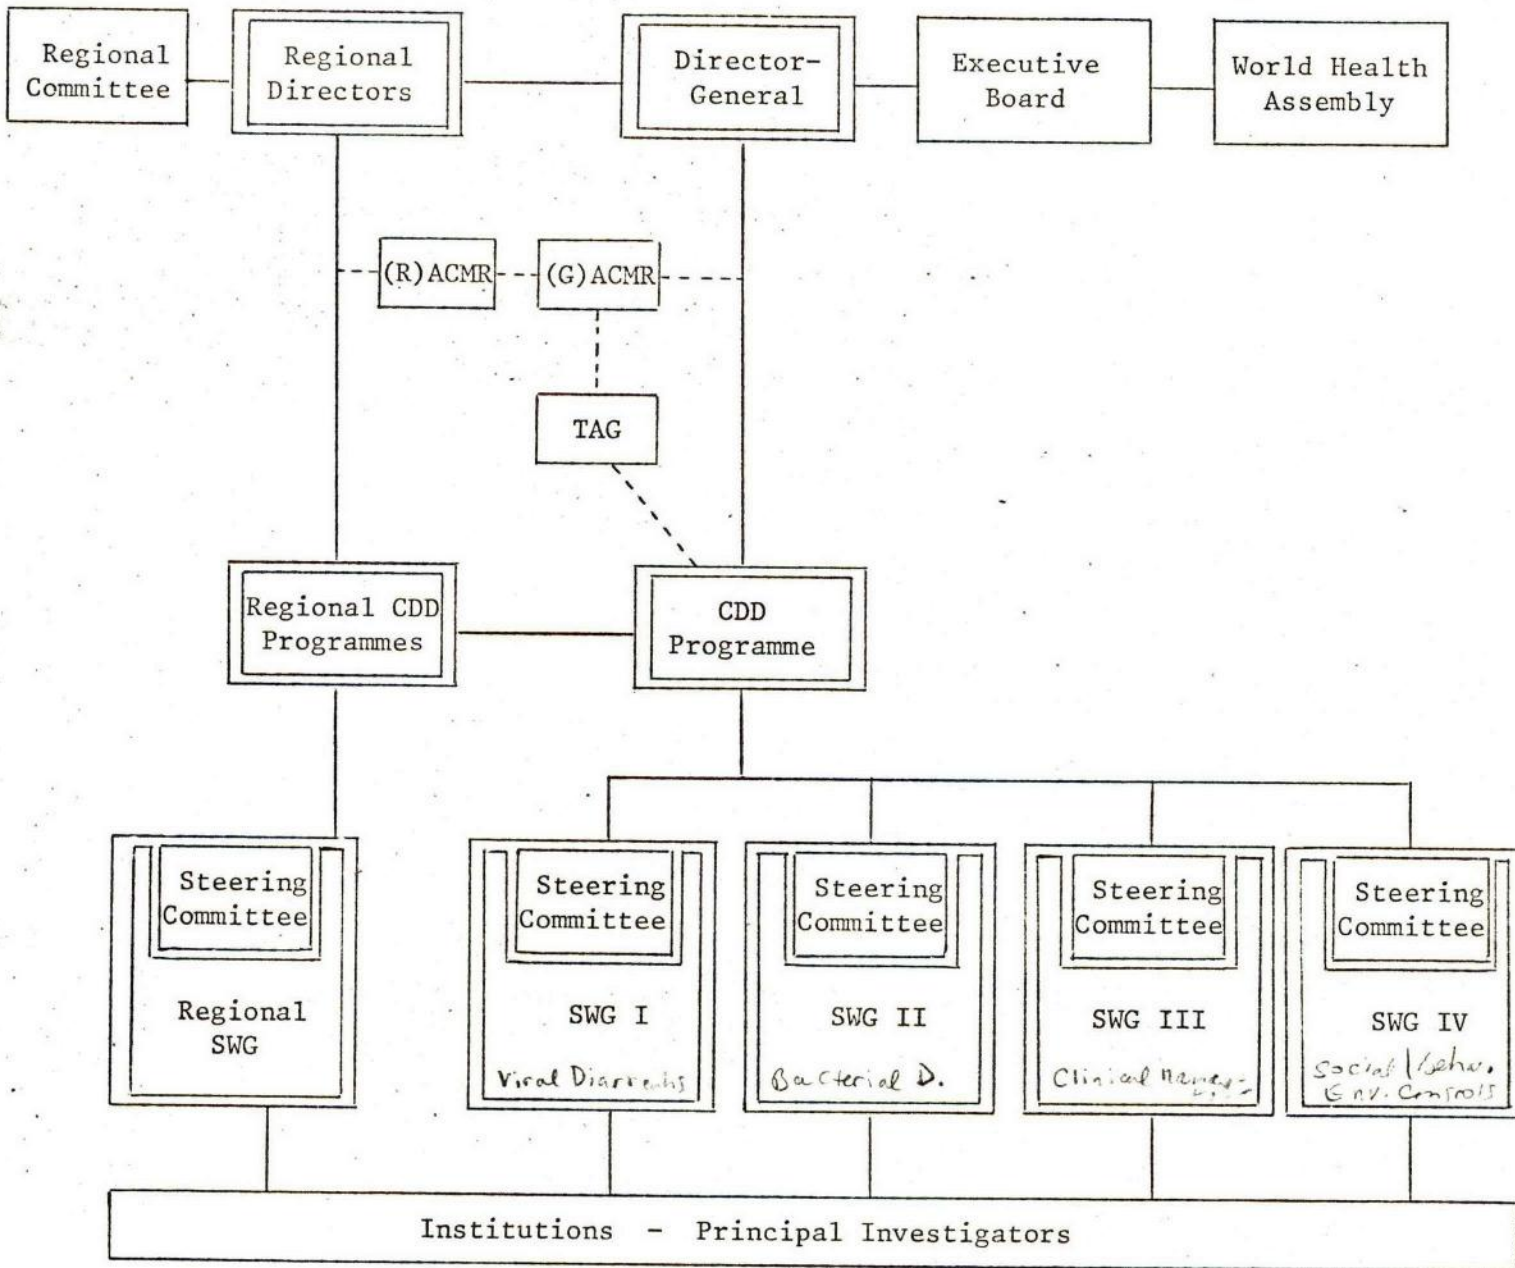 Regional
Committee
Regional
Directors
Director-
General
Executive
Board
World Health
Assembly
(R)ACMR
(G)ACMR
TAG
Regional CDD
Programmes
CDD
Programme
Steering
Committee
Regional
SWG
Steering
Committee
SWG I
Viral
Steering
Committee
SWG II
Bacterial D.
Steering
Committee
SWG III
Clinical
Steering
Committee
SWG IV
Social/behav.
Env. Controls
Institutions - Principal Investigators